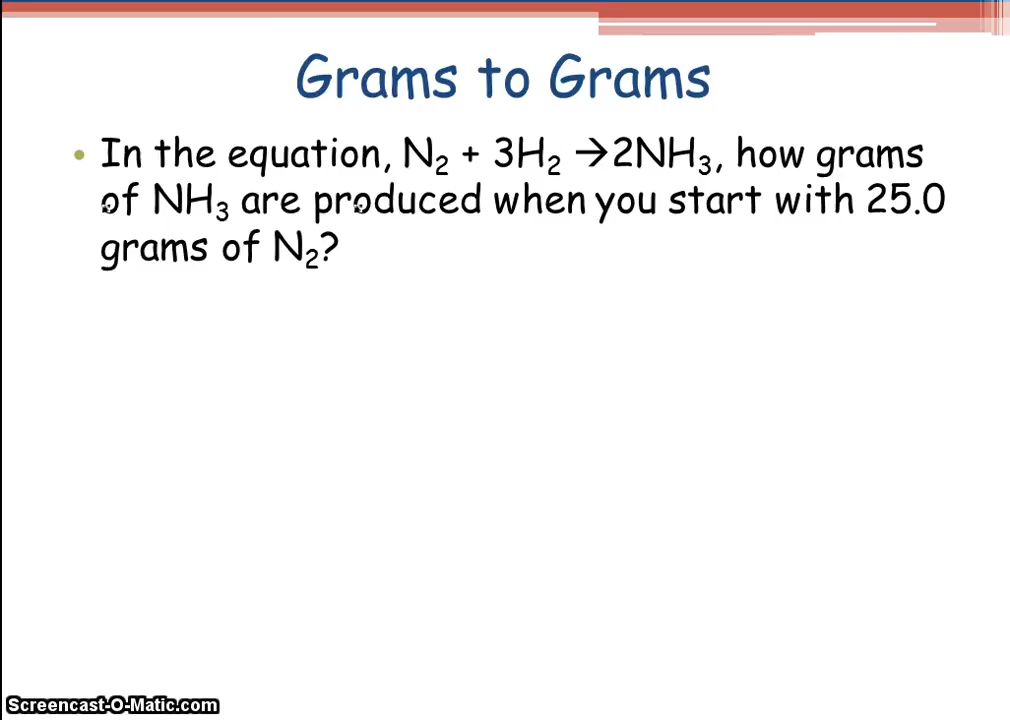 Grams to Grams
• In the equation, N₂ + 3H₂ →2NH₃, how grams
of NH₃ are produced when you start with 25.0
grams of N₂?
Screencast-O-Matic.com